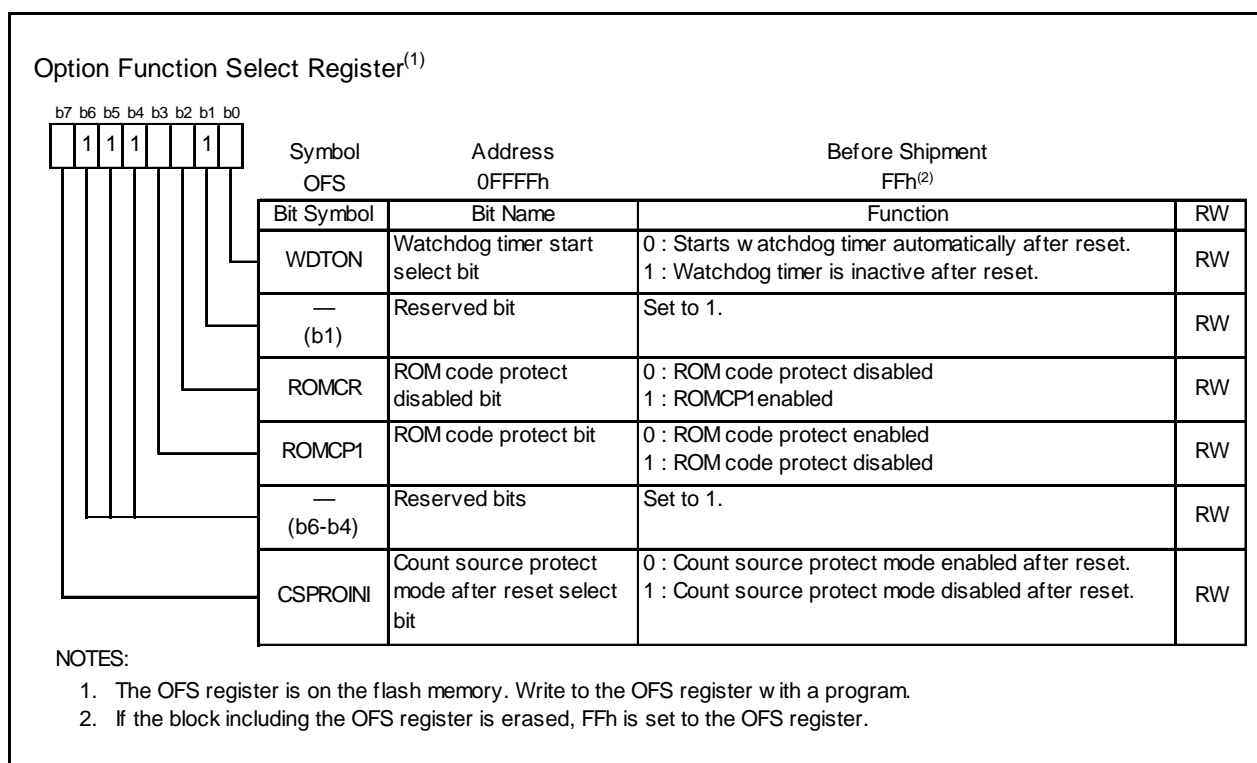 Option Function Select Register(1)
b7 b6 b5 b4 b3 b2 b1 b0
1 1 1 1
Symbol Address Before Shipment
OFS 0FFFFh FFh(2)
Bit Symbol Bit Name Function RW
WDTON Watchdog timer start select bit 0 : Starts watchdog timer automatically after reset. RW
1 : Watchdog timer is inactive after reset.
— Reserved bit Set to 1. RW
(b1)
ROMCR ROM code protect disabled bit 0 : ROM code protect disabled RW
1 : ROMCP1 enabled
ROMCP1 ROM code protect bit 0 : ROM code protect enabled RW
1 : ROM code protect disabled
— Reserved bits Set to 1. RW
(b6-b4)
CSPROINI Count source protect mode after reset select bit 0 : Count source protect mode enabled after reset. RW
1 : Count source protect mode disabled after reset.
NOTES:
1. The OFS register is on the flash memory. Write to the OFS register with a program.
2. If the block including the OFS register is erased, FFh is set to the OFS register.